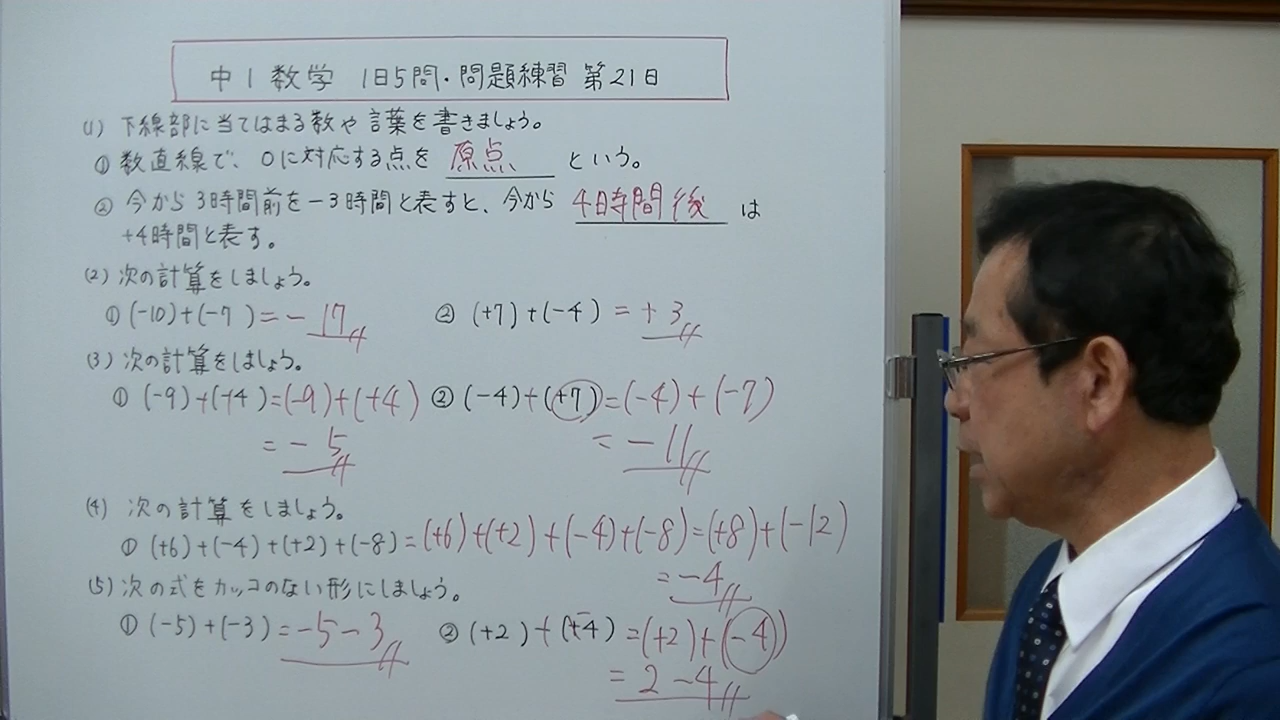 中1数学 1日5問・問題練習 第21日
(1) 下線部に当てはまる数や言葉を書きましょう。
① 数直線で、0に対応する点を 原点、 という。
② 今から3時間前を-3時間と表すと、今から 4時間後 は
+4時間と表す。
(2) 次の計算をしましょう。
① (-10)+(-7)=-17 ② (+7)+(-4)=+3
(3) 次の計算をしましょう。
① (-9)+(+4)=(-9)+(+4) ② (-4)+(+7)=(-4)+(-7)
=-5 =-11
(4) 次の計算をしましょう。
① (+6)+(-4)+(+2)+(-8)=(+6)+(+2)+(-4)+(-8)=(+8)+(-12)
=-4
(5) 次の式をカッコのない形にしましょう。
① (-5)+(-3)=-5-3 ② (+2)+(+4)=(+2)+(-4)
=2-4